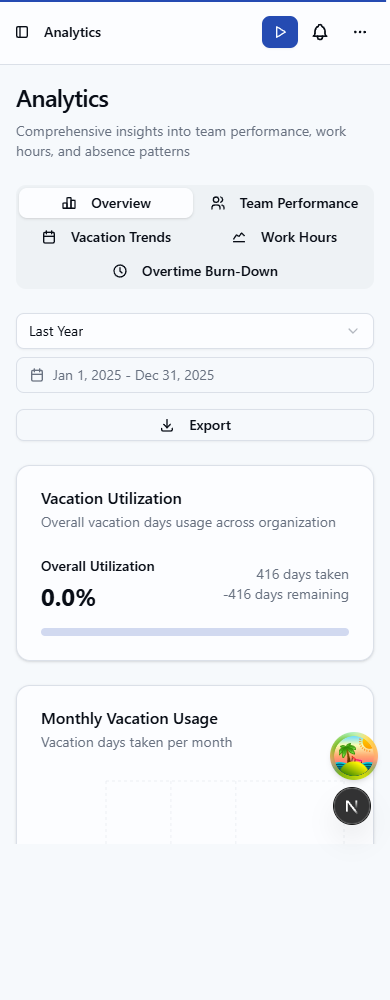 Analytics
Analytics
Comprehensive insights into team performance, work
hours, and absence patterns
Overview
Team Performance
Vacation Trends
Work Hours
Overtime Burn-Down
Last Year
Jan 1, 2025 - Dec 31, 2025
Export
Vacation Utilization
Overall vacation days usage across organization
Overall Utilization
0.0%
416 days taken
-416 days remaining
Monthly Vacation Usage
Vacation days taken per month
N